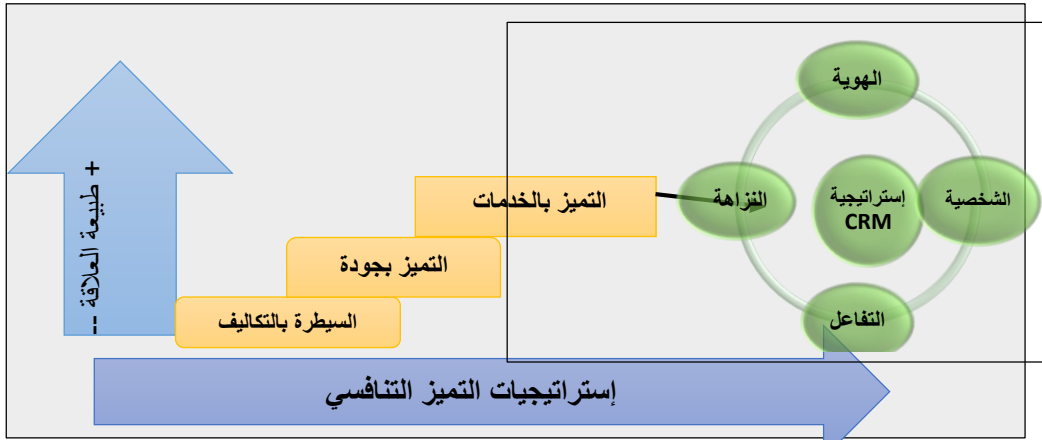 الهوية
النزاهة
إستراتيجية
CRM
الشخصية
التفاعل
التميز بالخدمات
التميز بجودة
السيطرة بالتكاليف
-- طبيعة العلاقة +
إستراتيجيات التميز التنافسي